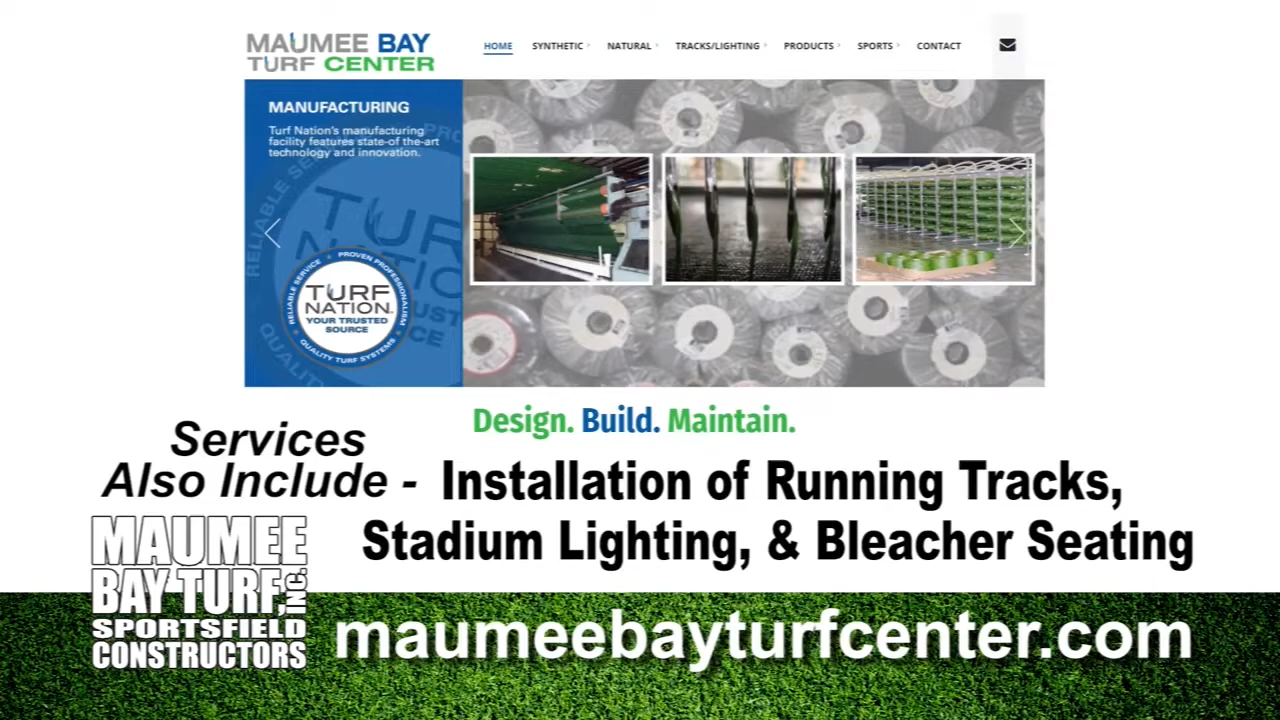 MAUMEE BAY
TURF CENTER
HOME SYNTHETIC NATURAL TRACKS/LIGHTING PRODUCTS SPORTS CONTACT
MANUFACTURING
Turf Nation's manufacturing
facility features state-of the-art
technology and innovation.
RELIABLE SERVICE • PROVEN PROFESSIONALISM
TURF
NATION
YOUR TRUSTED
SOURCE
QUALITY TURF SYSTEMS
Design. Build. Maintain.
Services
Also Include - Installation of Running Tracks,
Stadium Lighting, & Bleacher Seating
MAUMEE
BAY TURF, INC.
SPORTSFIELD
CONSTRUCTORS
maumeebayturfcenter.com